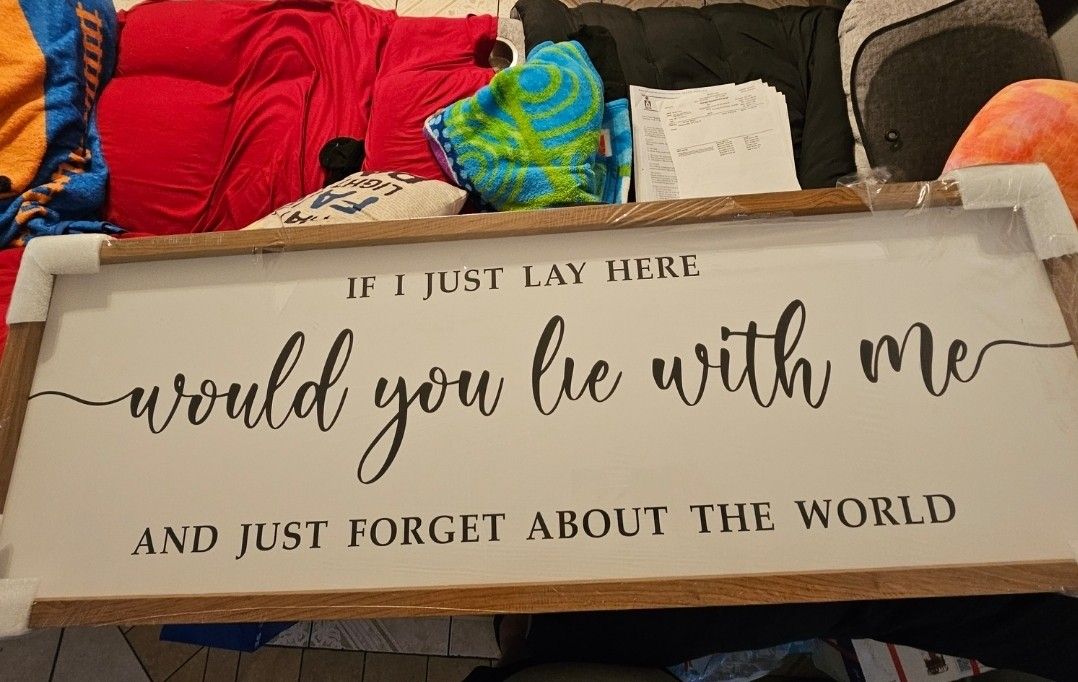 IF I JUST LAY HERE
would you lie with me
AND JUST FORGET ABOUT THE WORLD